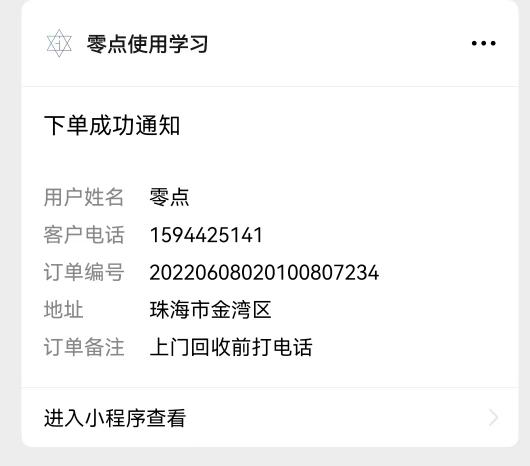 零点使用学习
下单成功通知
用户姓名 零点
客户电话 1594425141
订单编号 20220608020100807234
地址 珠海市金湾区
订单备注 上门回收前打电话
进入小程序查看